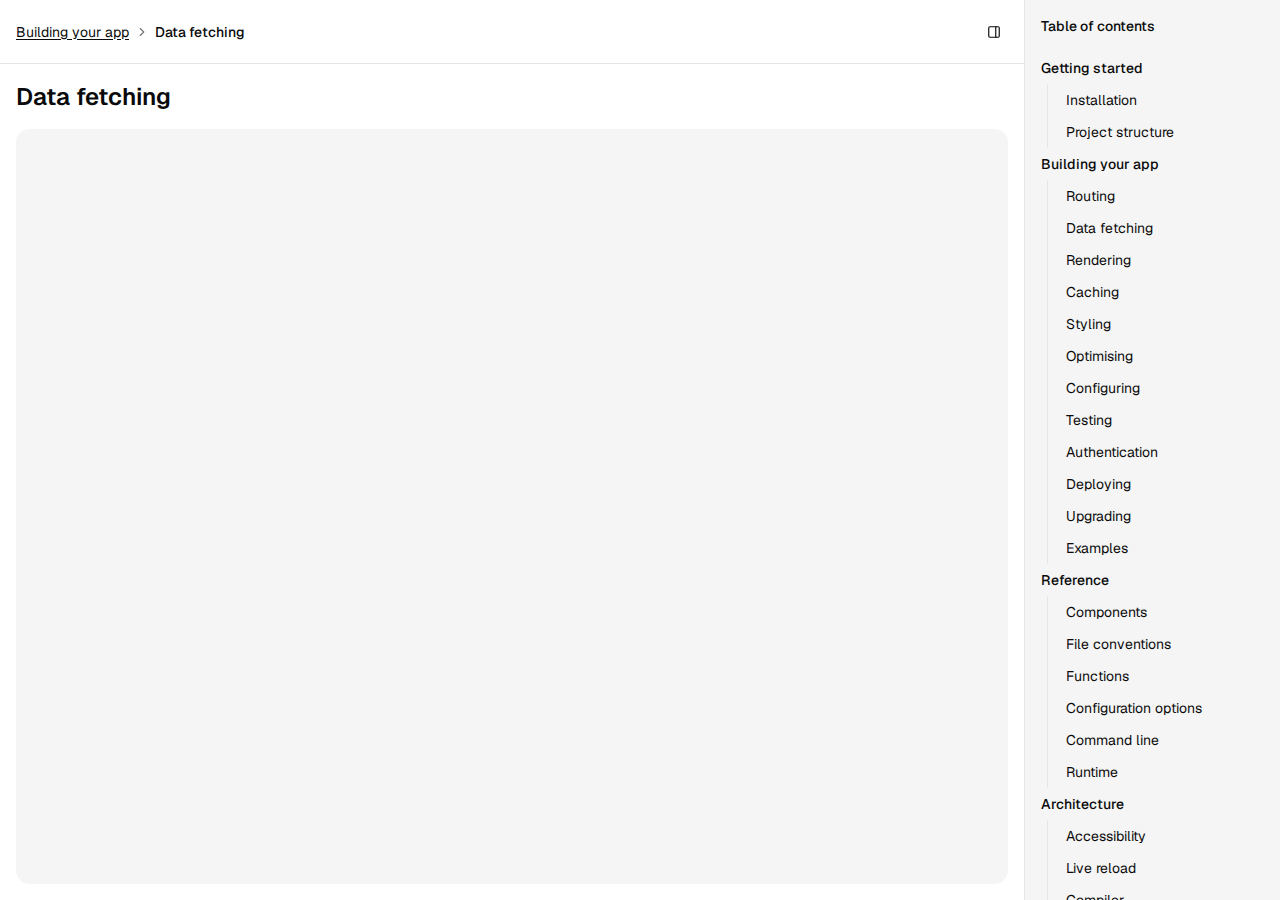 Building your app > Data fetching
Data fetching
Table of contents
Getting started
Installation
Project structure
Building your app
Routing
Data fetching
Rendering
Caching
Styling
Optimising
Configuring
Testing
Authentication
Deploying
Upgrading
Examples
Reference
Components
File conventions
Functions
Configuration options
Command line
Runtime
Architecture
Accessibility
Live reload
Compiler